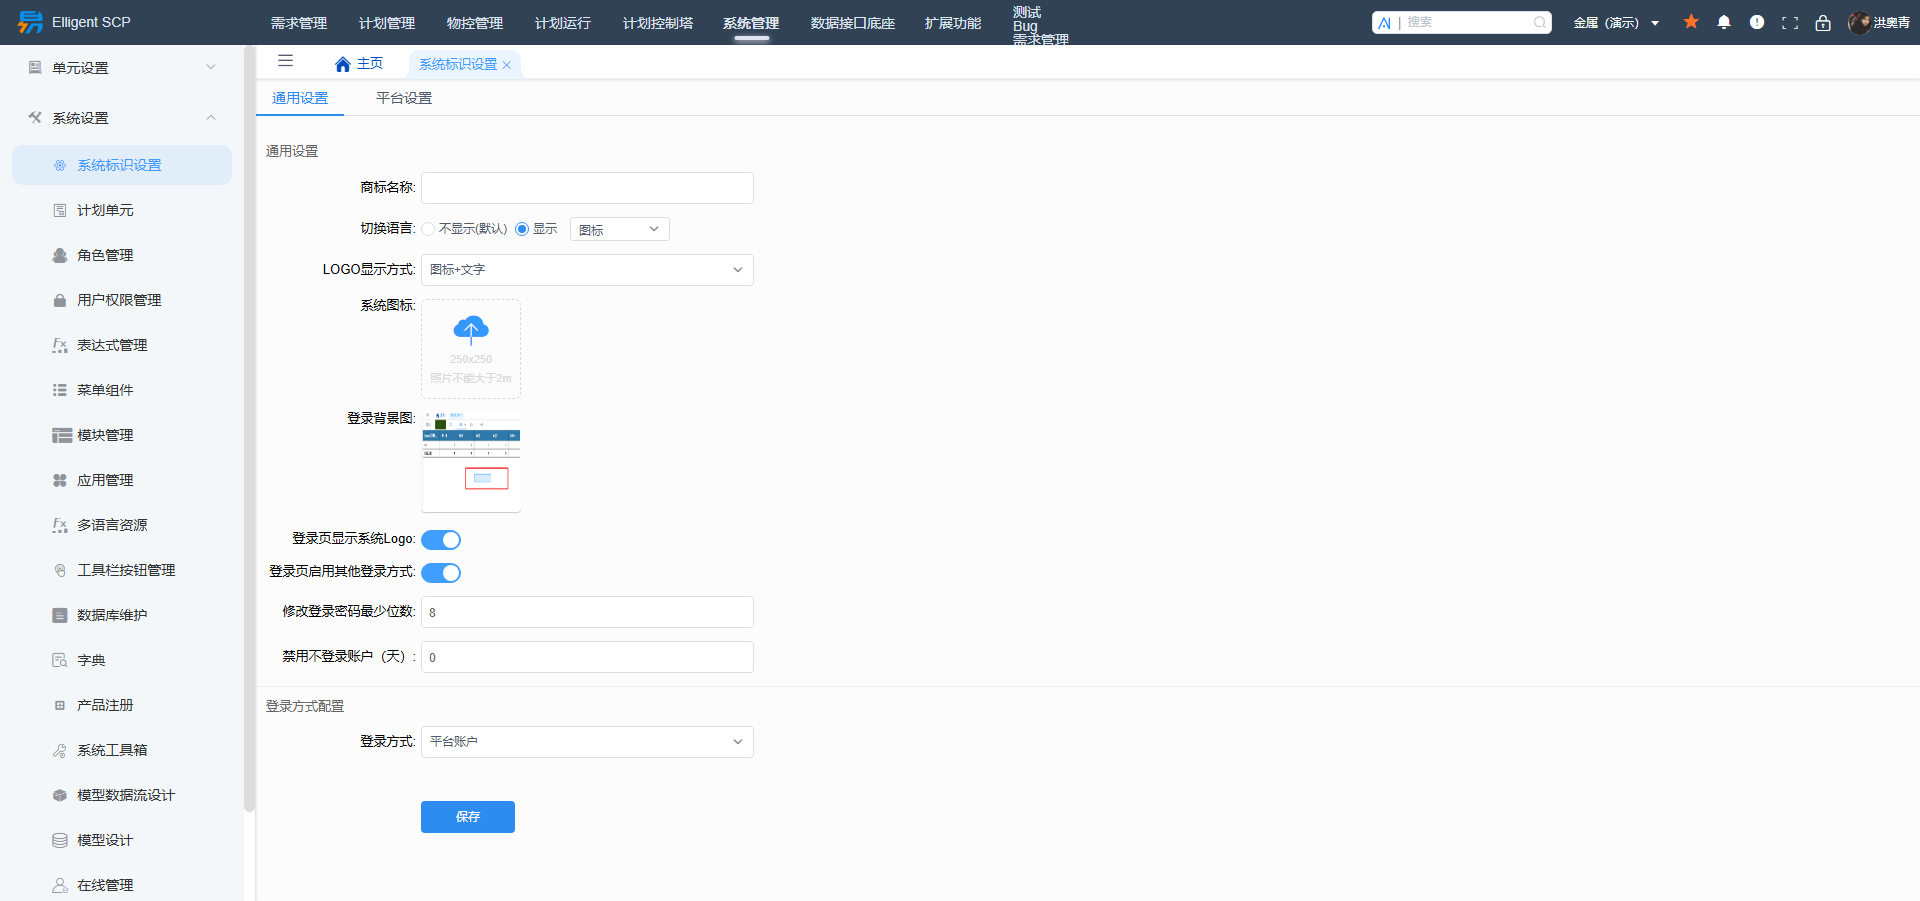 Elligent SCP
需求管理
计划管理
物控管理
计划运行
计划控制塔
系统管理
数据接口底座
扩展功能
测试
Bug
需求管理
AI | 搜索
金属（演示）
洪奥青
单元设置
系统设置
系统标识设置
计划单元
角色管理
用户权限管理
表达式管理
菜单组件
模块管理
应用管理
多语言资源
工具栏按钮管理
数据库维护
字典
产品注册
系统工具箱
模型数据流设计
模型设计
在线管理
主页
系统标识设置
通用设置
平台设置
通用设置
商标名称:
切换语言: 不显示(默认) 显示 图标
LOGO显示方式: 图标+文字
系统图标:
250x250
照片不能大于2m
登录背景图:
登录页显示系统Logo:
登录页启用其他登录方式:
修改登录密码最少位数: 8
禁用不登录账户（天）: 0
登录方式配置
登录方式: 平台账户
保存